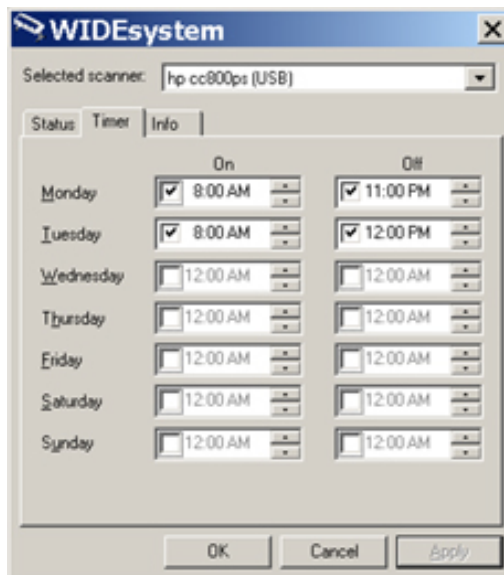 WIDEsystem
Selected scanner: hp cc800ps (USB)
Status Timer Info
On Off
Monday 8:00 AM 11:00 PM
Tuesday 8:00 AM 12:00 PM
Wednesday 12:00 AM 12:00 AM
Thursday 12:00 AM 12:00 AM
Friday 12:00 AM 12:00 AM
Saturday 12:00 AM 12:00 AM
Sunday 12:00 AM 12:00 AM
OK Cancel Apply